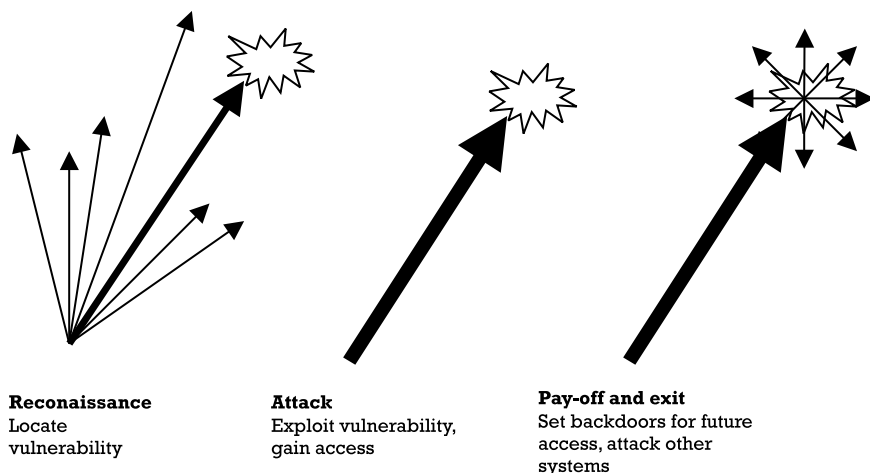 Reconaissance
Locate
vulnerability
Attack
Exploit vulnerability,
gain access
Pay-off and exit
Set backdoors for future
access, attack other
systems